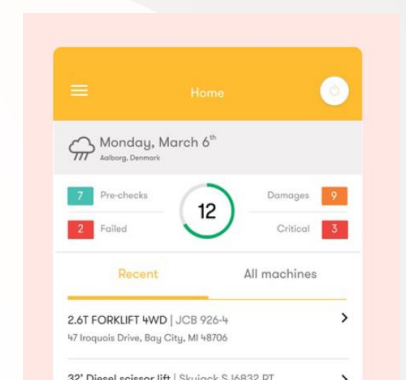 Home
Monday, March 6th
Aalborg, Denmark
7 Pre-checks
2 Failed
12
Damages 9
Critical 3
Recent
All machines
2.6T FORKLIFT 4WD | JCB 926-4
47 Iroquois Drive, Bay City, MI 48706
32' Diesel scissor lift | Skyjack SJ6832 RT